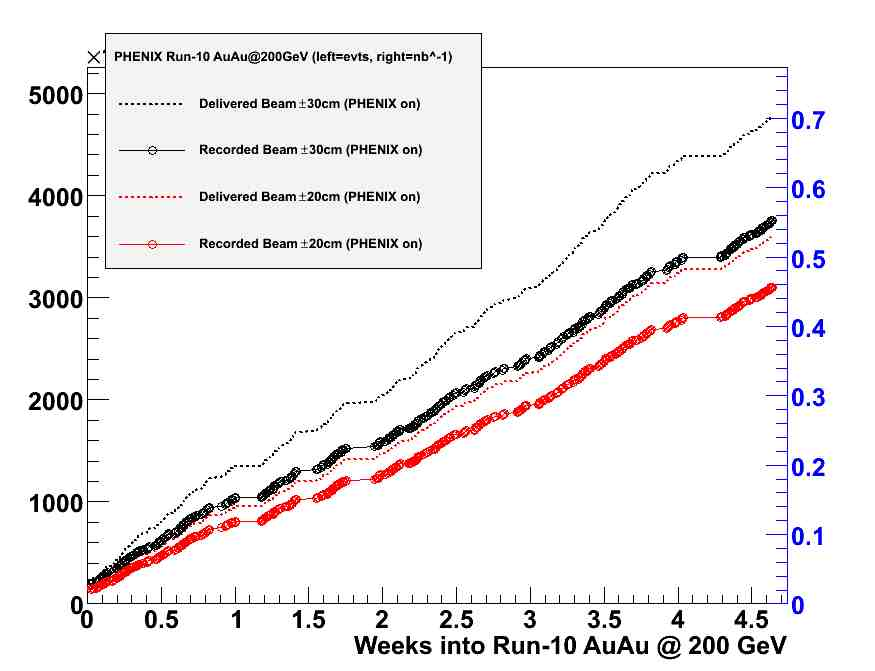 ×
PHENIX Run-10 AuAu@200GeV (left=evts, right=nb^-1)
Delivered Beam ±30cm (PHENIX on)
Recorded Beam ±30cm (PHENIX on)
Delivered Beam ±20cm (PHENIX on)
Recorded Beam ±20cm (PHENIX on)
5000
4000
3000
2000
1000
0
0.7
0.6
0.5
0.4
0.3
0.2
0.1
0
0 0.5 1 1.5 2 2.5 3 3.5 4 4.5
Weeks into Run-10 AuAu @ 200 GeV